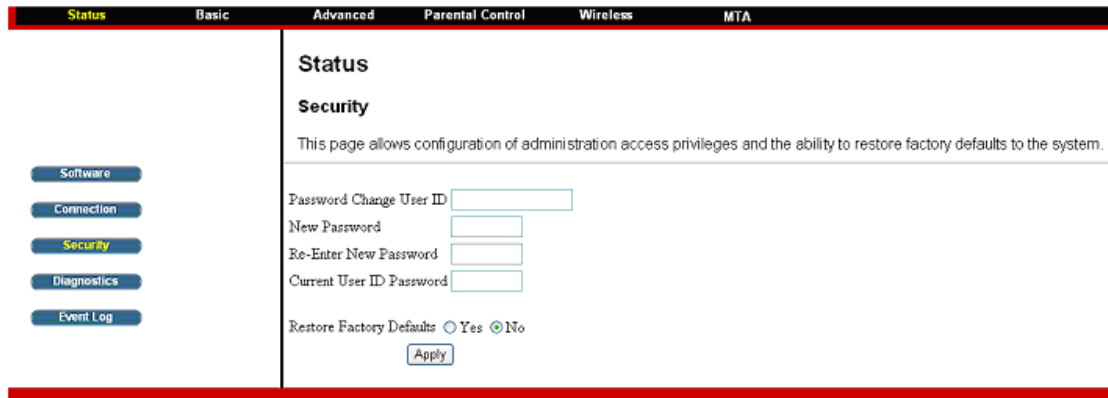 Status Basic Advanced Parental Control Wireless MTA
Status
Security
This page allows configuration of administration access privileges and the ability to restore factory defaults to the system.
Software
Connection
Security
Diagnostics
Event Log
Password Change User ID
New Password
Re-Enter New Password
Current User ID Password
Restore Factory Defaults Yes No
Apply